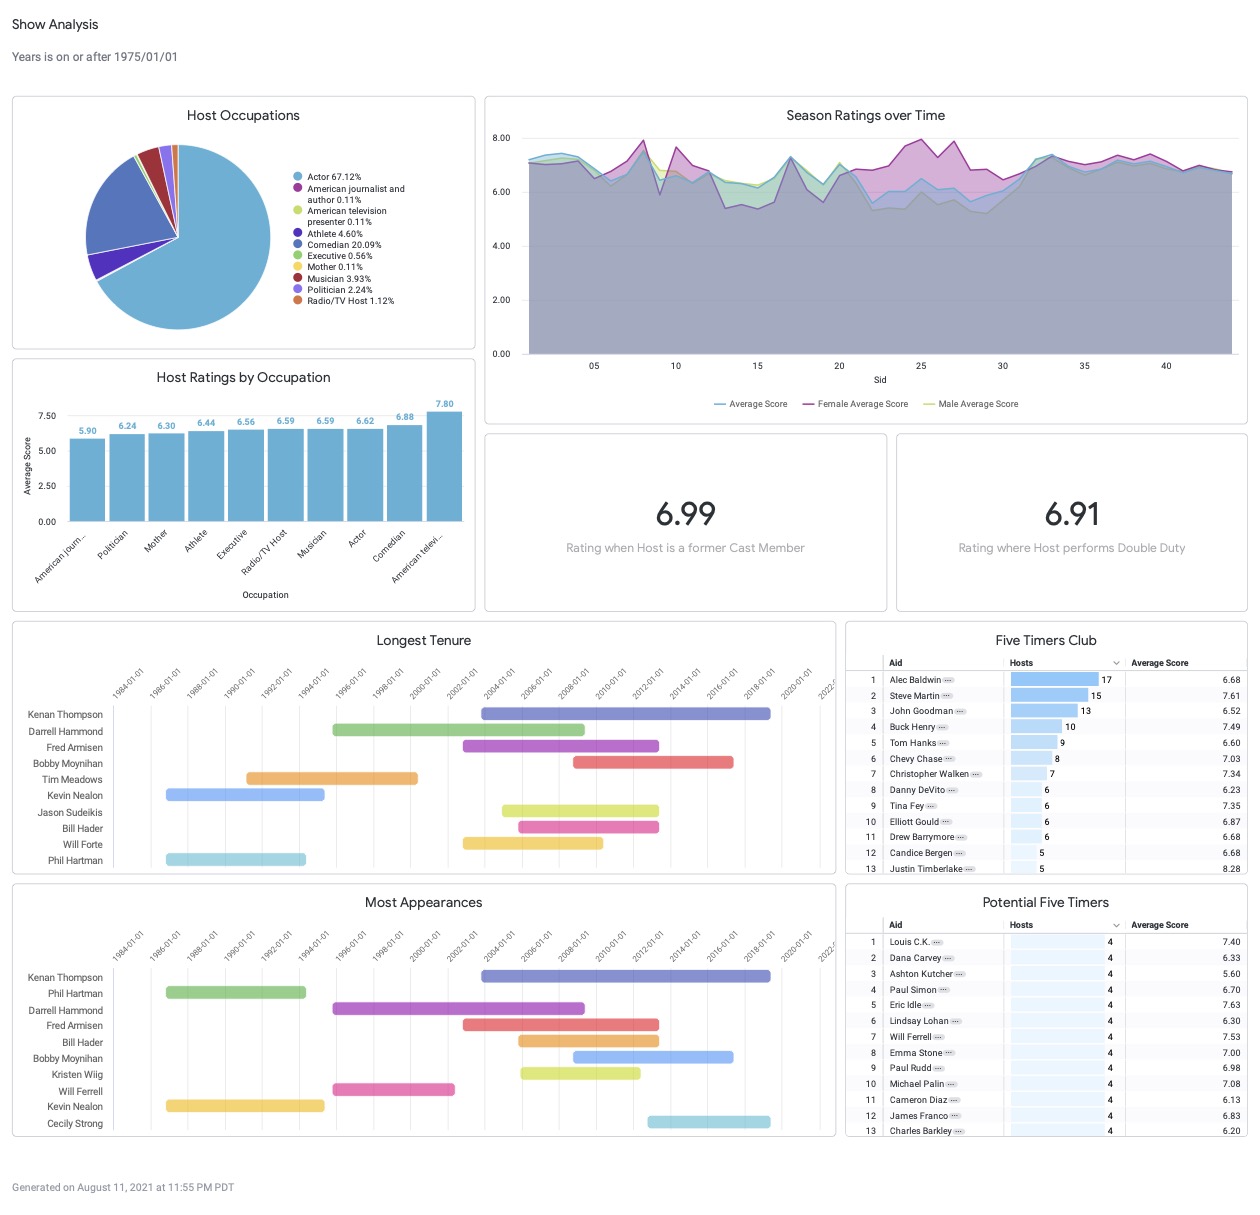 Show Analysis
Years is on or after 1975/01/01
Host Occupations
Actor 67.12%
American journalist and
author 0.11%
American television
presenter 0.11%
Athlete 4.60%
Comedian 20.09%
Executive 0.56%
Mother 0.11%
Musician 3.93%
Politician 2.24%
Radio/TV Host 1.12%
Season Ratings over Time
8.00
6.00
4.00
2.00
0.00
05 10 15 20 25 30 35 40
Sid
Average Score Female Average Score Male Average Score
Host Ratings by Occupation
Average Score
7.50
5.00
2.50
0.00
5.90 6.24 6.30 6.44 6.56 6.59 6.59 6.62 6.88 7.80
American journ... Politician Mother Athlete Executive Radio/TV Host Musician Actor Comedian American televi...
Occupation
6.99
Rating when Host is a former Cast Member
6.91
Rating where Host performs Double Duty
Longest Tenure
1984-01-01 1986-01-01 1988-01-01 1990-01-01 1992-01-01 1994-01-01 1996-01-01 1998-01-01 2000-01-01 2002-01-01 2004-01-01 2006-01-01 2008-01-01 2010-01-01 2012-01-01 2014-01-01 2016-01-01 2018-01-01 2020-01-01 2022-
Kenan Thompson
Darrell Hammond
Fred Armisen
Bobby Moynihan
Tim Meadows
Kevin Nealon
Jason Sudeikis
Bill Hader
Will Forte
Phil Hartman
Five Timers Club
Aid Hosts Average Score
1 Alec Baldwin 17 6.68
2 Steve Martin 15 7.61
3 John Goodman 13 6.52
4 Buck Henry 10 7.49
5 Tom Hanks 9 6.60
6 Chevy Chase 8 7.03
7 Christopher Walken 7 7.34
8 Danny DeVito 6 6.23
9 Tina Fey 6 7.35
10 Elliott Gould 6 6.87
11 Drew Barrymore 6 6.68
12 Candice Bergen 5 6.68
13 Justin Timberlake 5 8.28
Most Appearances
1984-01-01 1986-01-01 1988-01-01 1990-01-01 1992-01-01 1994-01-01 1996-01-01 1998-01-01 2000-01-01 2002-01-01 2004-01-01 2006-01-01 2008-01-01 2010-01-01 2012-01-01 2014-01-01 2016-01-01 2018-01-01 2020-01-01 2022-
Kenan Thompson
Phil Hartman
Darrell Hammond
Fred Armisen
Bill Hader
Bobby Moynihan
Kristen Wiig
Will Ferrell
Kevin Nealon
Cecily Strong
Potential Five Timers
Aid Hosts Average Score
1 Louis C.K. 4 7.40
2 Dana Carvey 4 6.33
3 Ashton Kutcher 4 5.60
4 Paul Simon 4 6.70
5 Eric Idle 4 7.63
6 Lindsay Lohan 4 6.30
7 Will Ferrell 4 7.53
8 Emma Stone 4 7.00
9 Paul Rudd 4 6.98
10 Michael Palin 4 7.08
11 Cameron Diaz 4 6.13
12 James Franco 4 6.83
13 Charles Barkley 4 6.20
Generated on August 11, 2021 at 11:55 PM PDT